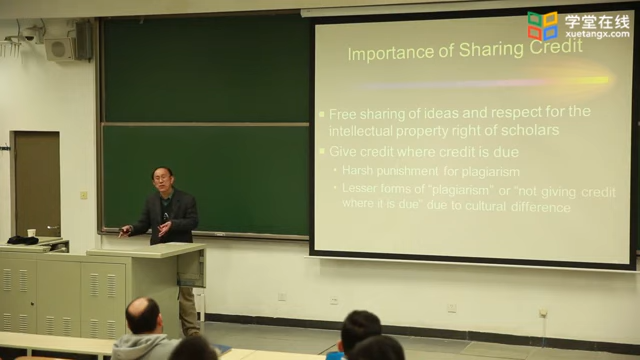 学堂在线
xuetangx.com
Importance of Sharing Credit
Free sharing of ideas and respect for the
intellectual property right of scholars
Give credit where credit is due
Harsh punishment for plagiarism
Lesser forms of "plagiarism" or "not giving credit
where it is due" due to cultural difference